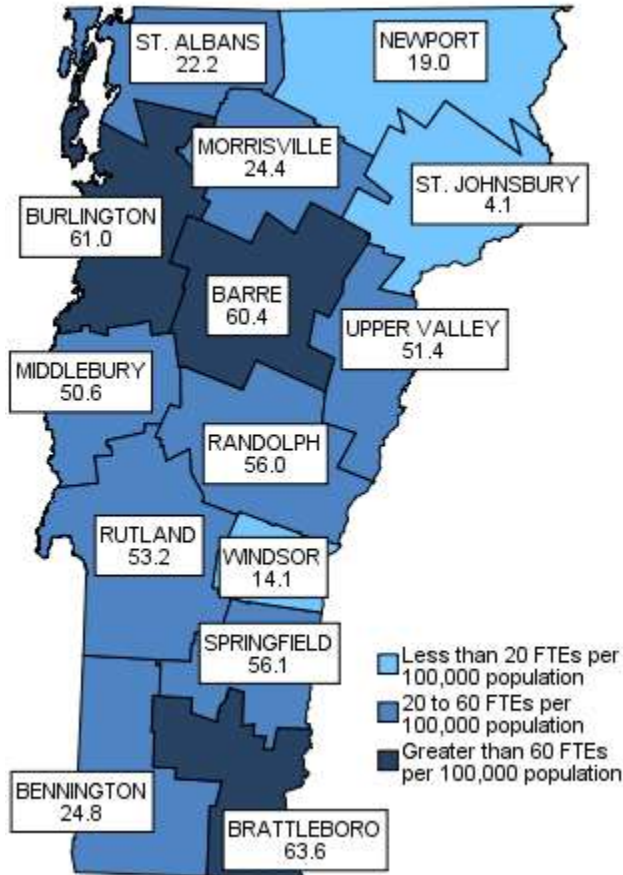 ST. ALBANS
22.2
NEWPORT
19.0
MORRISVILLE
24.4
ST. JOHNSBURY
4.1
BURLINGTON
61.0
BARRE
60.4
UPPER VALLEY
51.4
MIDDLEBURY
50.6
RANDOLPH
56.0
RUTLAND
53.2
WINDSOR
14.1
SPRINGFIELD
56.1
Less than 20 FTEs per
100,000 population
20 to 60 FTEs per
100,000 population
Greater than 60 FTEs
per 100,000 population
BENNINGTON
24.8
BRATTLEBORO
63.6